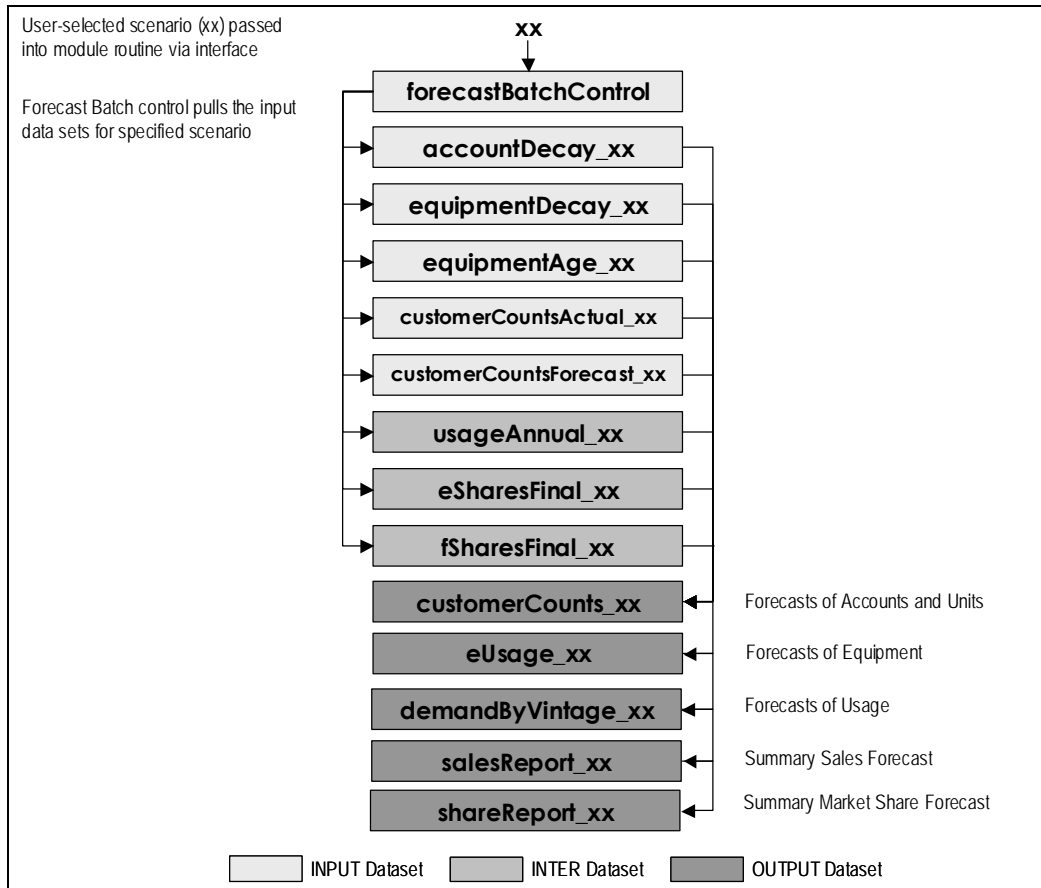 User-selected scenario (xx) passed
into module routine via interface
xx
forecastBatchControl
Forecast Batch control pulls the input
data sets for specified scenario
accountDecay_xx
equipmentDecay_xx
equipmentAge_xx
customerCountsActual_xx
customerCountsForecast_xx
usageAnnual_xx
eSharesFinal_xx
fSharesFinal_xx
customerCounts_xx
Forecasts of Accounts and Units
eUsage_xx
Forecasts of Equipment
demandByVintage_xx
Forecasts of Usage
salesReport_xx
Summary Sales Forecast
shareReport_xx
Summary Market Share Forecast
INPUT Dataset
INTER Dataset
OUTPUT Dataset